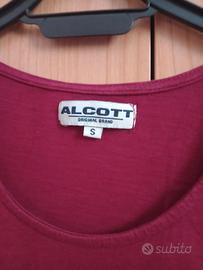 ALCOTT
ORIGINAL BRAND
S
subito